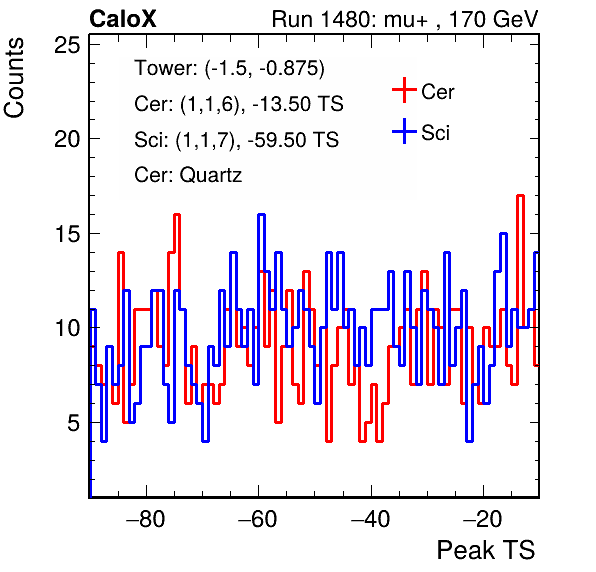 CaloX Run 1480: mu+ , 170 GeV
Counts
25
20
15
10
5
Tower: (-1.5, -0.875)
Cer: (1,1,6), -13.50 TS
Sci: (1,1,7), -59.50 TS
Cer: Quartz
Cer
Sci
−80 −60 −40 −20
Peak TS